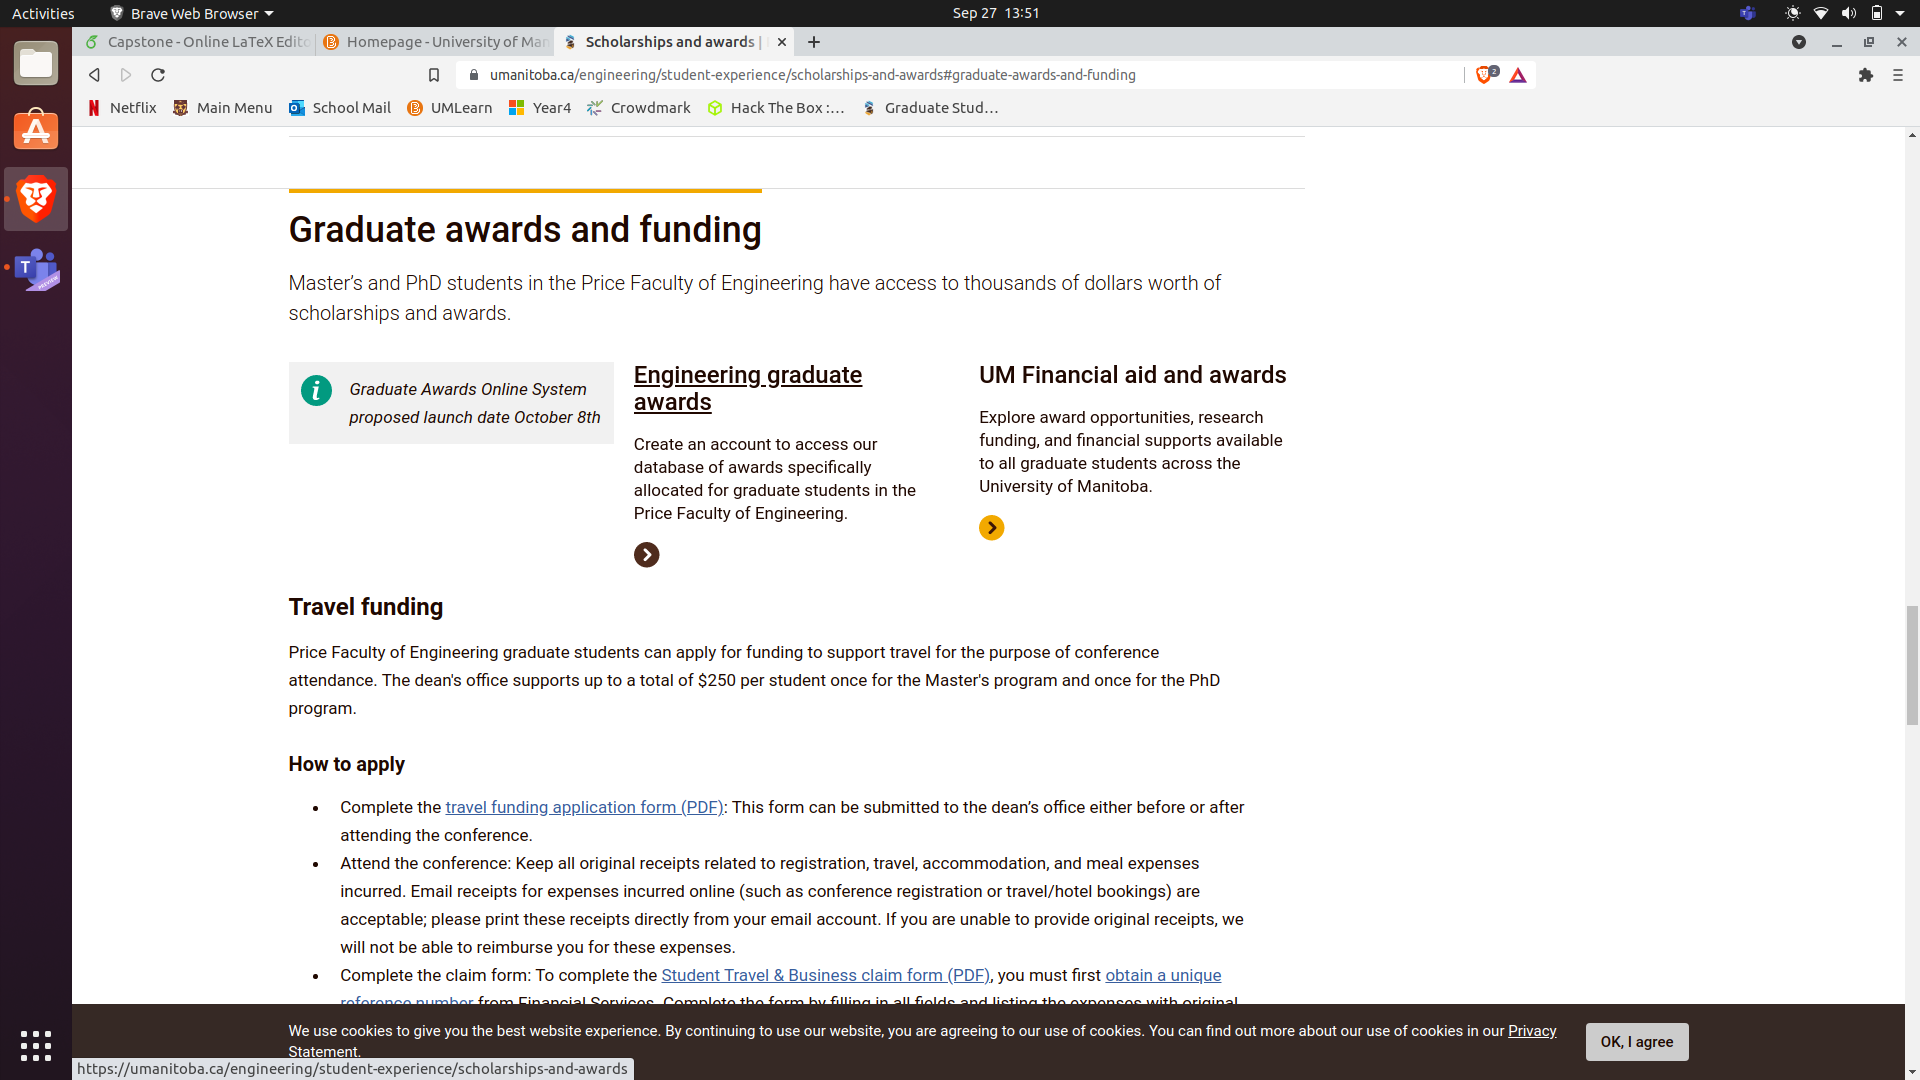 Activities
Brave Web Browser
Sep 27 13:51
Capstone - Online LaTeX Edito
Homepage - University of Man
Scholarships and awards |
umanitoba.ca/engineering/student-experience/scholarships-and-awards#graduate-awards-and-funding
2
Netflix
Main Menu
School Mail
UMLearn
Year4
Crowdmark
Hack The Box :...
Graduate Stud...
Graduate awards and funding
Master’s and PhD students in the Price Faculty of Engineering have access to thousands of dollars worth of
scholarships and awards.
Graduate Awards Online System
proposed launch date October 8th
Engineering graduate
awards
Create an account to access our
database of awards specifically
allocated for graduate students in the
Price Faculty of Engineering.
UM Financial aid and awards
Explore award opportunities, research
funding, and financial supports available
to all graduate students across the
University of Manitoba.
Travel funding
Price Faculty of Engineering graduate students can apply for funding to support travel for the purpose of conference
attendance. The dean's office supports up to a total of $250 per student once for the Master's program and once for the PhD
program.
How to apply
• Complete the travel funding application form (PDF): This form can be submitted to the dean’s office either before or after
attending the conference.
• Attend the conference: Keep all original receipts related to registration, travel, accommodation, and meal expenses
incurred. Email receipts for expenses incurred online (such as conference registration or travel/hotel bookings) are
acceptable; please print these receipts directly from your email account. If you are unable to provide original receipts, we
will not be able to reimburse you for these expenses.
• Complete the claim form: To complete the Student Travel & Business claim form (PDF), you must first obtain a unique
reference number from Financial Services. Complete the form by filling in all fields and listing the expenses with original
We use cookies to give you the best website experience. By continuing to use our website, you are agreeing to our use of cookies. You can find out more about our use of cookies in our Privacy
Statement.
OK, I agree
https://umanitoba.ca/engineering/student-experience/scholarships-and-awards